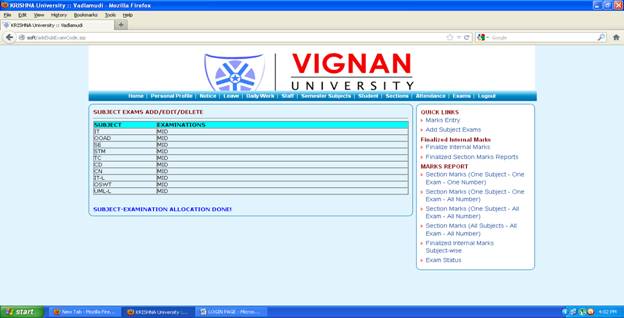 KRISHNA University :: Yadlamudi - Mozilla Firefox
File Edit View History Bookmarks Tools Help
KRISHNA University :: Yadlamudi
soft/addSubExamCode.jsp
Google
VIGNAN
UNIVERSITY
Home | Personal Profile | Notice | Leave | Daily Work | Staff | Semester Subjects | Student | Sections | Attendance | Exams | Logout
SUBJECT EXAMS ADD/EDIT/DELETE
SUBJECT EXAMINATIONS
IT MID
OOAD MID
SE MID
STM MID
TC MID
CD MID
CN MID
IT-L MID
OSWT MID
UML-L MID
SUBJECT-EXAMINATION ALLOCATION DONE!
QUICK LINKS
Marks Entry
Add Subject Exams
Finalized Internal Marks
Finalize Internal Marks
Finalized Section Marks Reports
MARKS REPORT
Section Marks (One Subject - One
Exam - One Number)
Section Marks (One Subject - One
Exam - All Number)
Section Marks (One Subject - All
Exam - All Number)
Section Marks (All Subjects - All
Exam - All Number)
Finalized Internal Marks
Subject-wise
Exam Status
start
New Tab - Mozilla Fire...
KRISHNA University :...
LOGIN PAGE - Micros...
4:02 PM